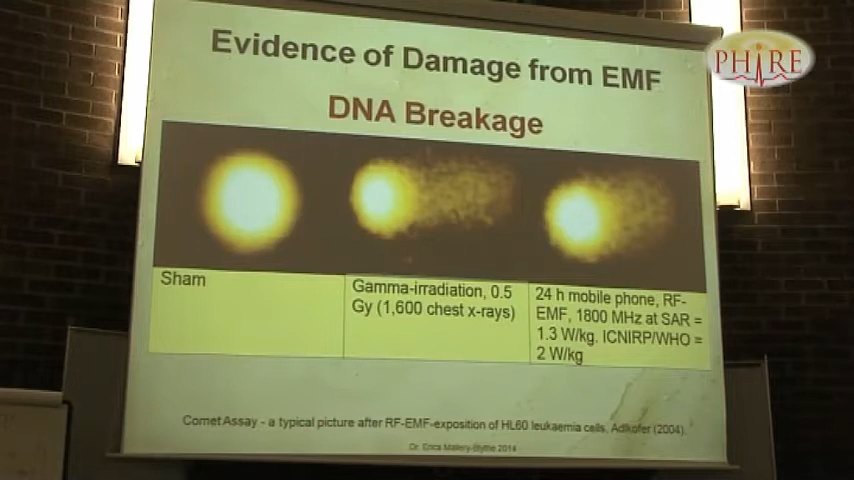 PHIRE
Evidence of Damage from EMF
DNA Breakage
Sham
Gamma-irradiation, 0.5
Gy (1,600 chest x-rays)
24 h mobile phone, RF-
EMF, 1800 MHz at SAR =
1.3 W/kg. ICNIRP/WHO =
2 W/kg
Comet Assay - a typical picture after RF-EMF-exposition of HL60 leukaemia cells. Adlkofer (2004).
Dr. Erica Mallery-Blythe 2014